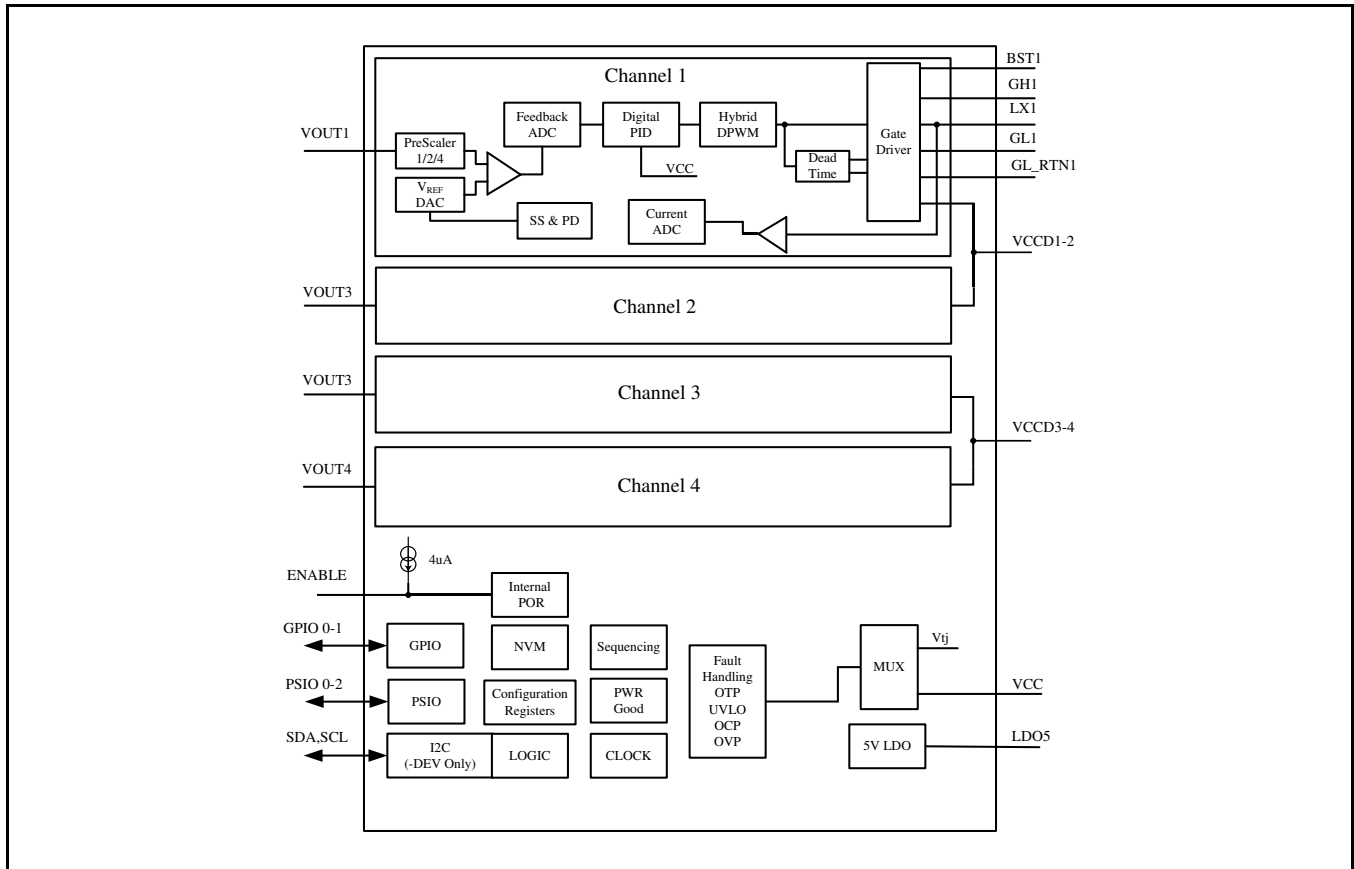 Channel 1
BST1
GH1
LX1
GL1
GL_RTN1
VCCD1-2
VOUT1
PreScaler
1/2/4
VREF
DAC
Feedback
ADC
Digital
PID
VCC
Hybrid
DPWM
Dead
Time
Gate
Driver
SS & PD
Current
ADC
VOUT3
Channel 2
VOUT3
Channel 3
VCCD3-4
VOUT4
Channel 4
4uA
ENABLE
Internal
POR
GPIO 0-1
GPIO
NVM
Sequencing
Fault
Handling
OTP
UVLO
OCP
OVP
MUX
Vtj
VCC
PSIO 0-2
PSIO
Configuration
Registers
PWR
Good
SDA,SCL
I2C
(-DEV Only)
LOGIC
CLOCK
5V LDO
LDO5